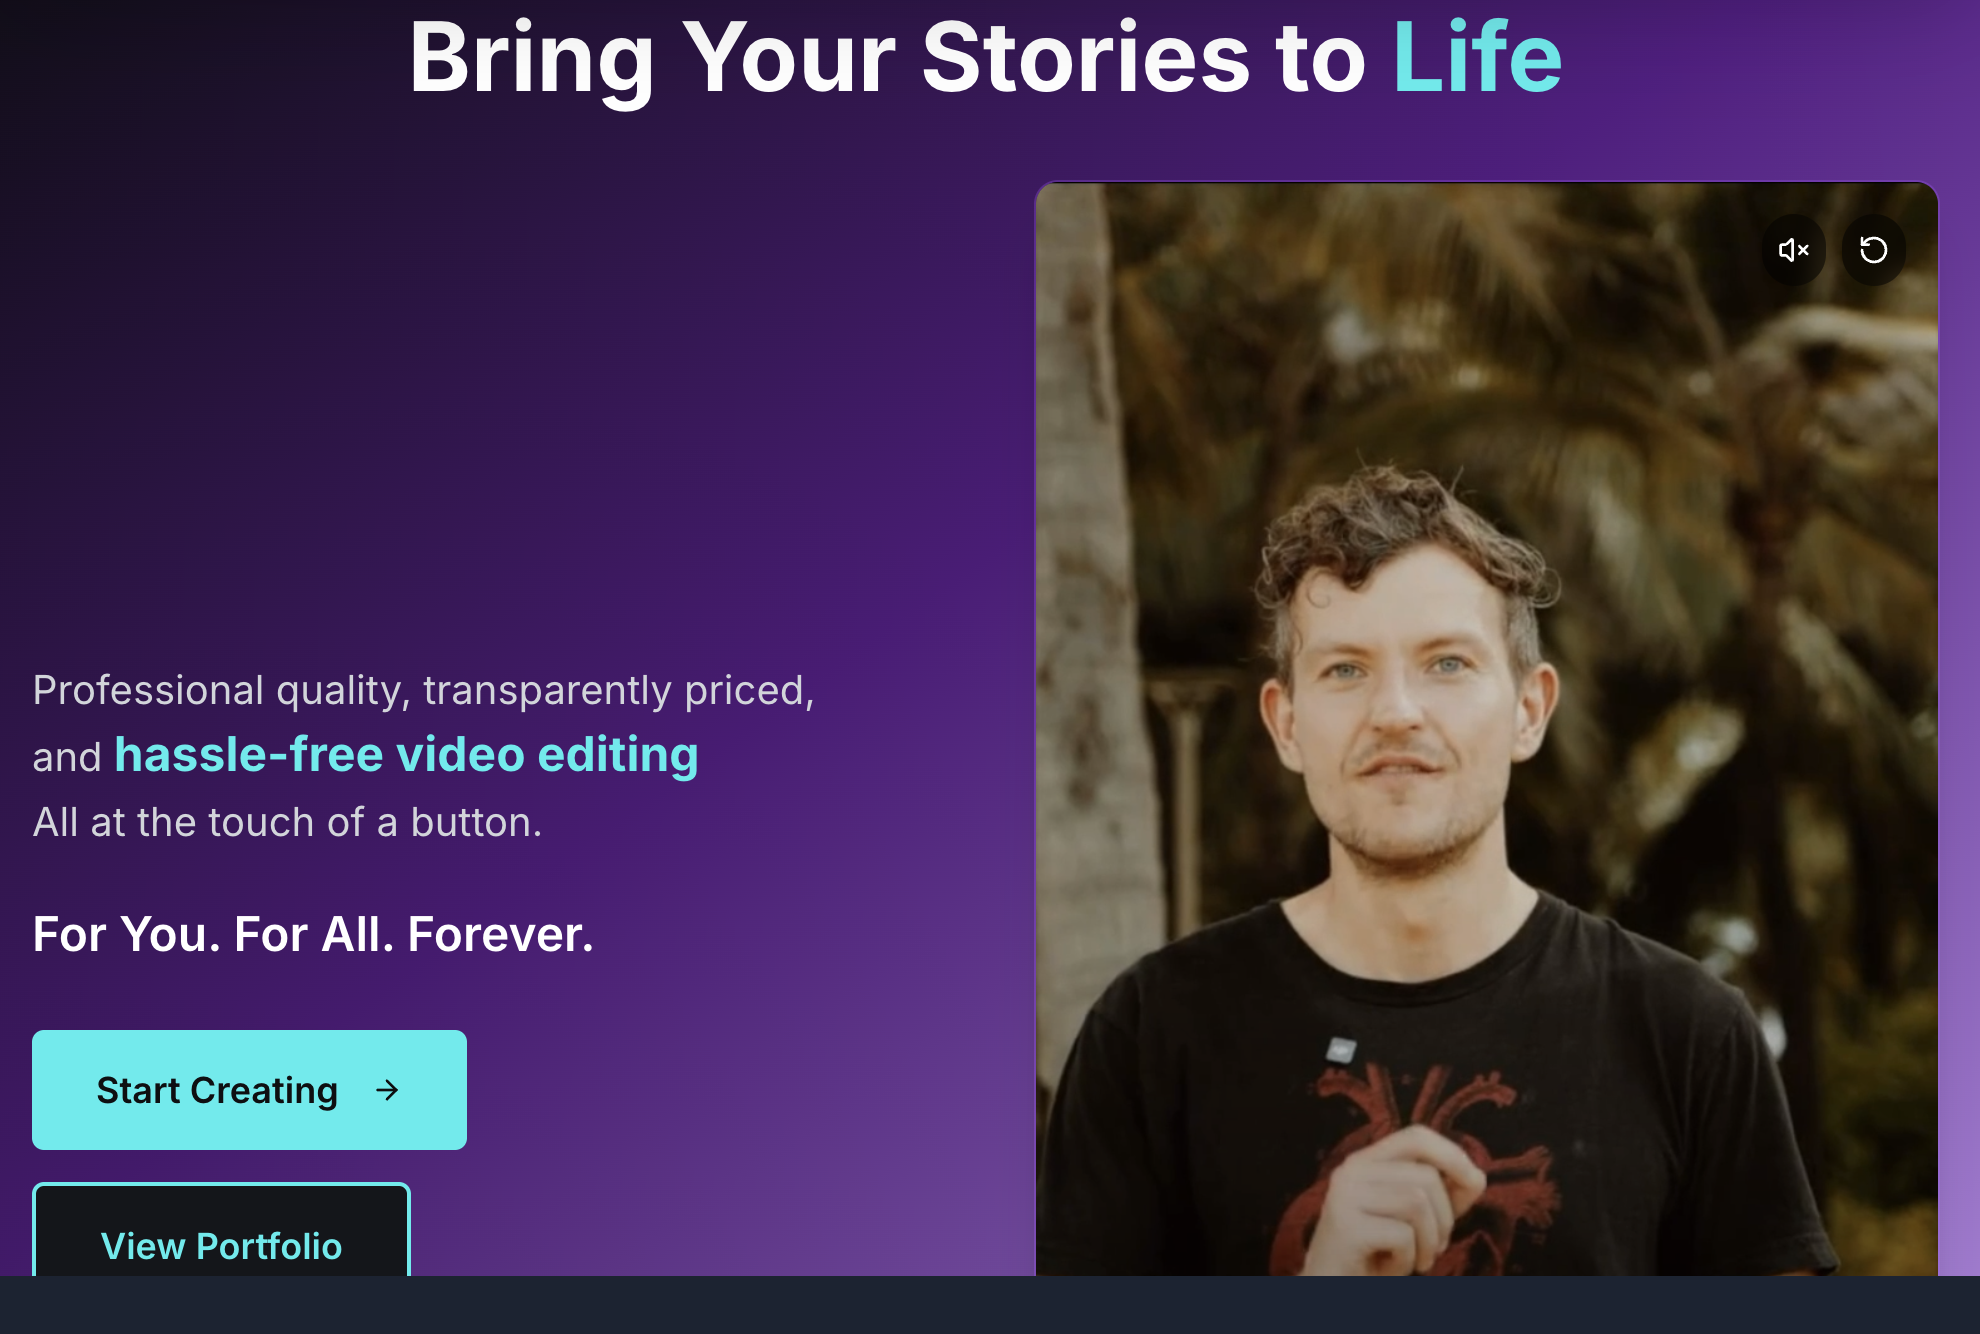 Bring Your Stories to Life
Professional quality, transparently priced,
and hassle-free video editing
All at the touch of a button.
For You. For All. Forever.
Start Creating
View Portfolio